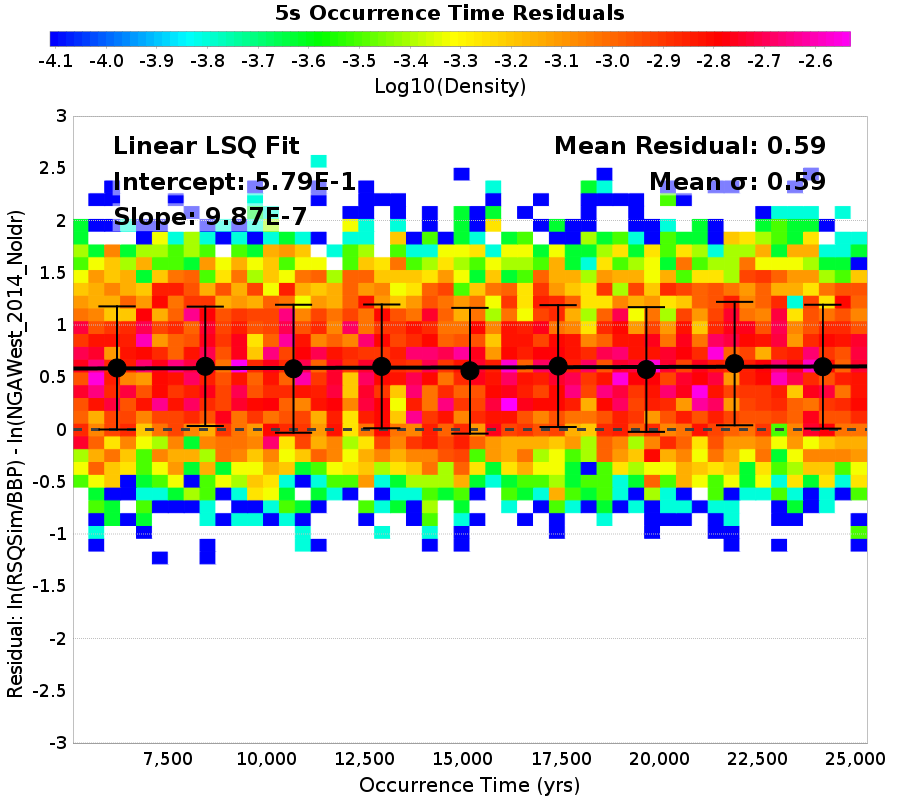 5s Occurrence Time Residuals
-4.1 -4.0 -3.9 -3.8 -3.7 -3.6 -3.5 -3.4 -3.3 -3.2 -3.1 -3.0 -2.9 -2.8 -2.7 -2.6
Log10(Density)
Linear LSQ Fit
Intercept: 5.79E-1
Slope: 9.87E-7
Mean Residual: 0.59
Mean σ: 0.59
Residual: ln(RSQSim/BBP) - ln(NGAWest_2014_NoIdr)
3
2.5
2
1.5
1
0.5
0
-0.5
-1
-1.5
-2
-2.5
-3
7,500 10,000 12,500 15,000 17,500 20,000 22,500 25,000
Occurrence Time (yrs)